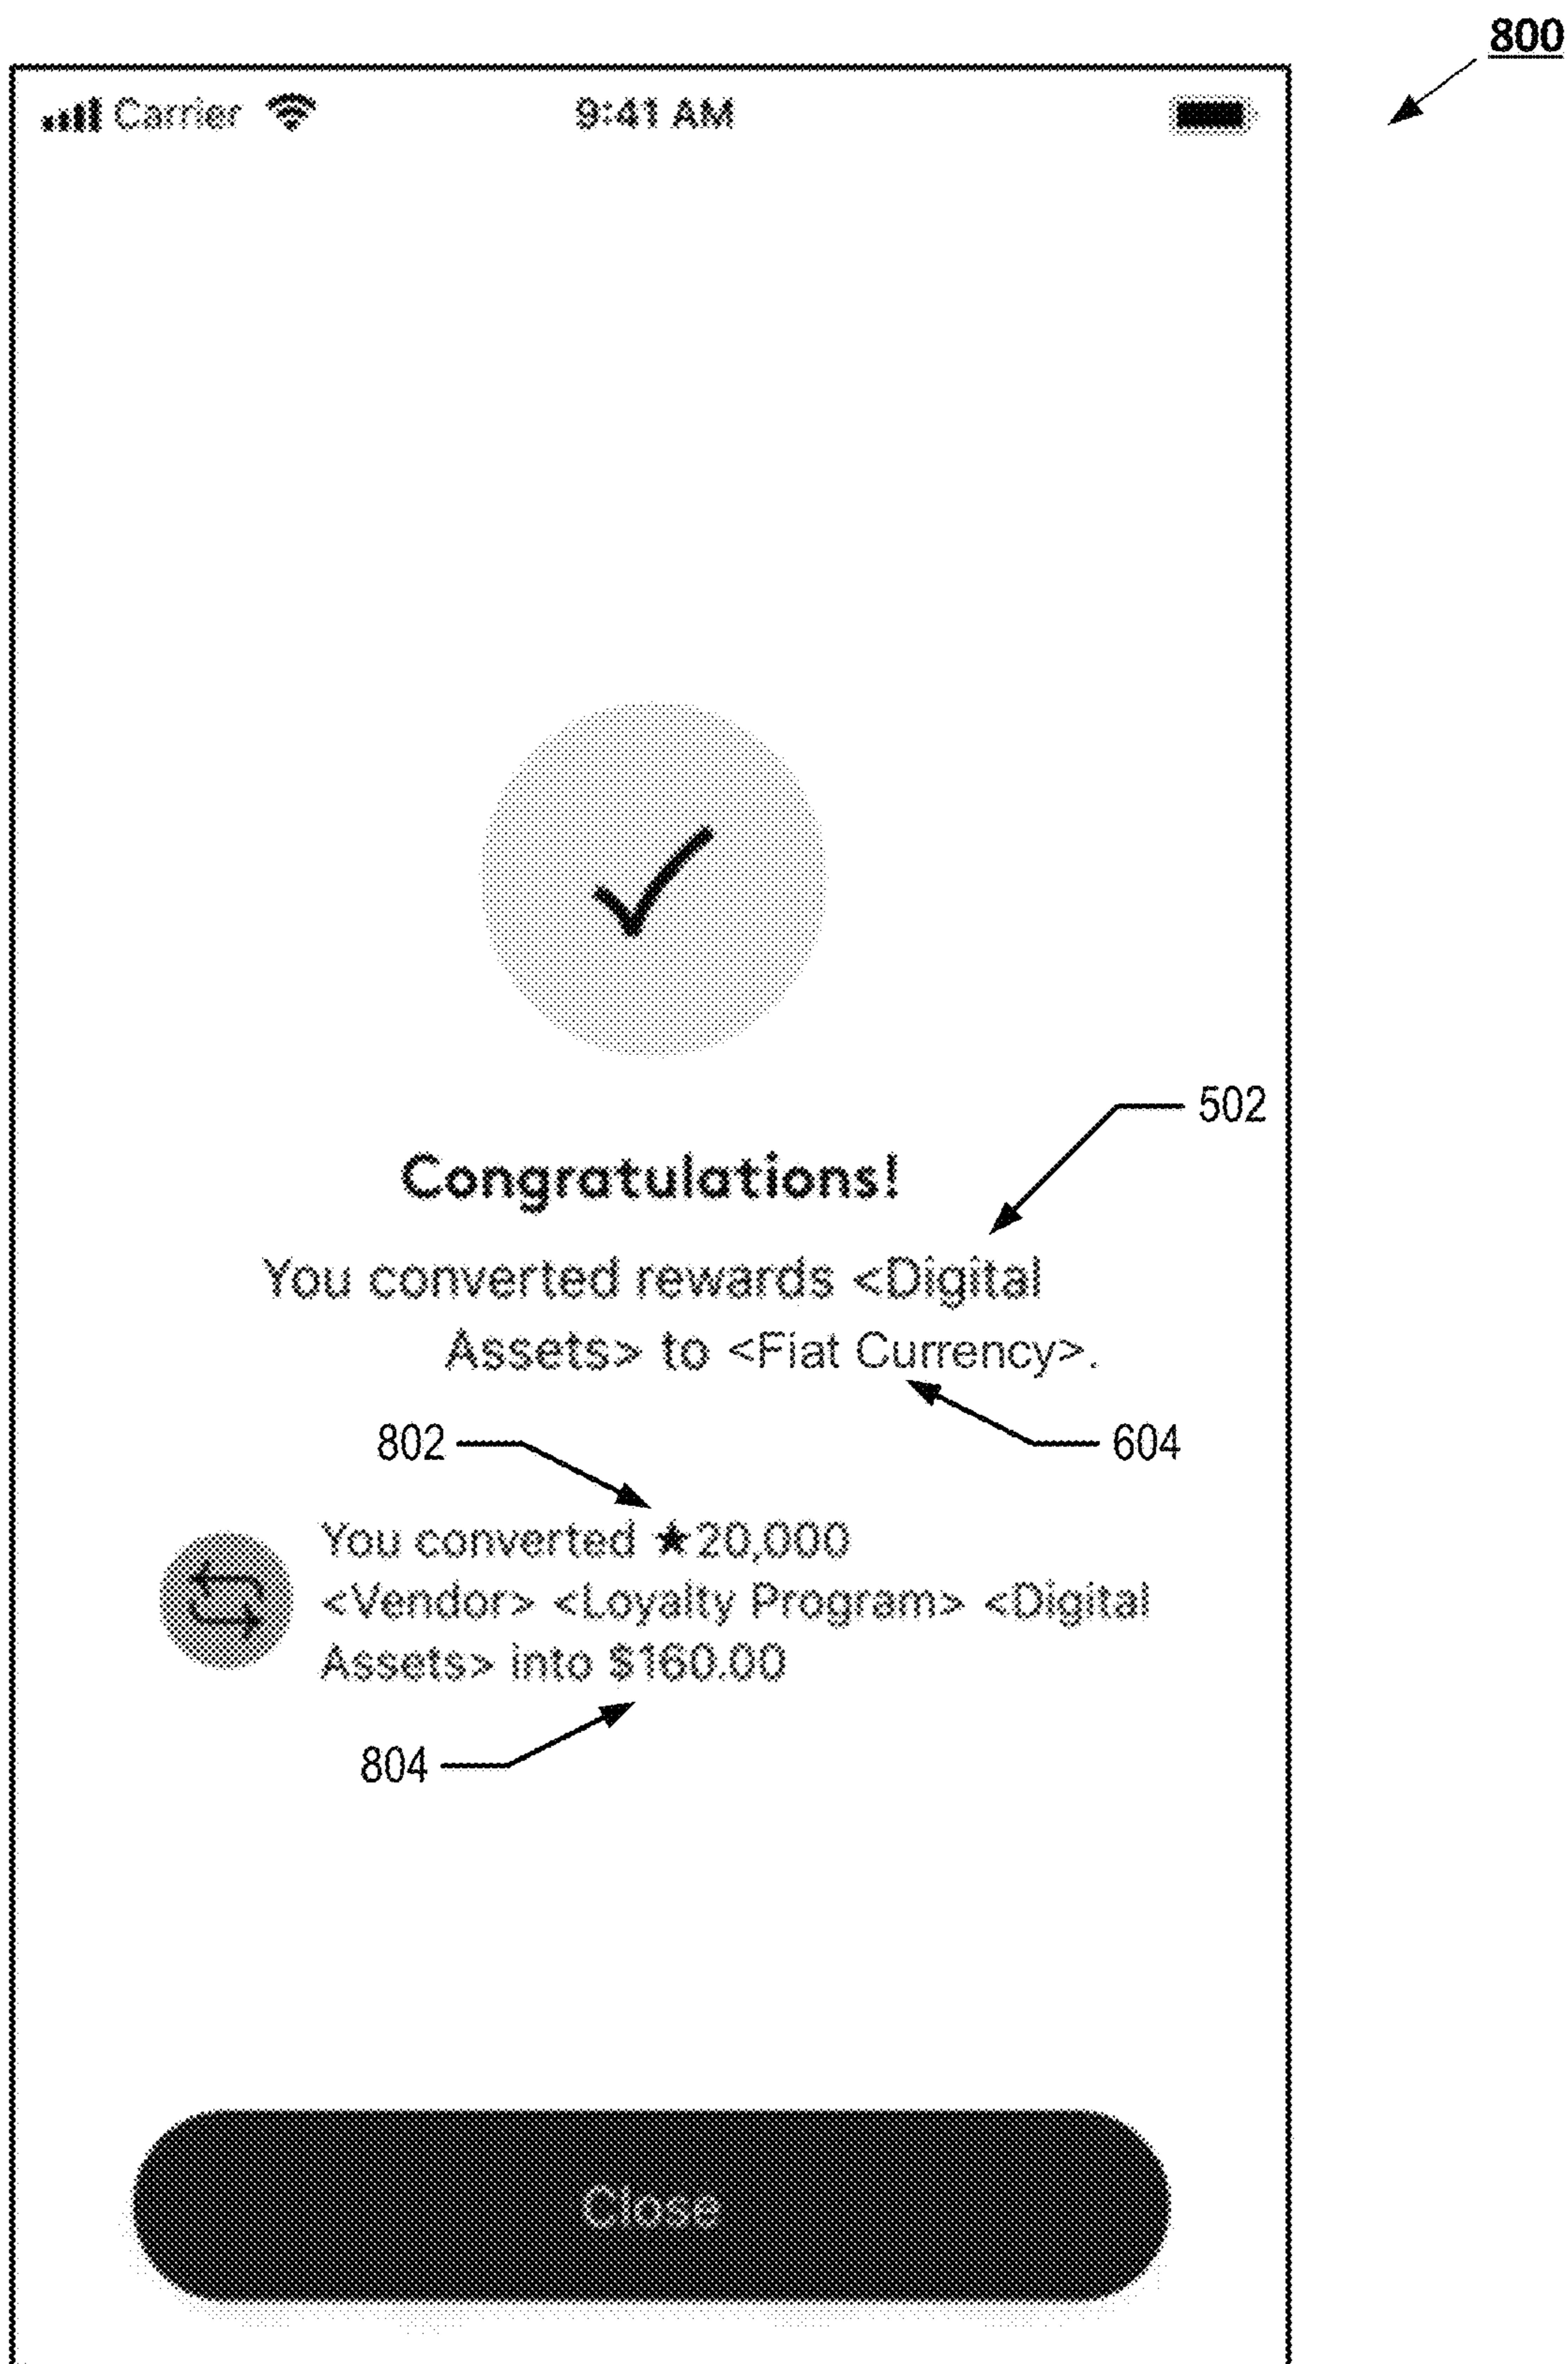 800
Carrier 9:41 AM
502
Congratulations!
You converted rewards <Digital
Assets> to <Fiat Currency>.
802 604
You converted ★20,000
<Vendor> <Loyalty Program> <Digital
Assets> into $160.00
804
Close